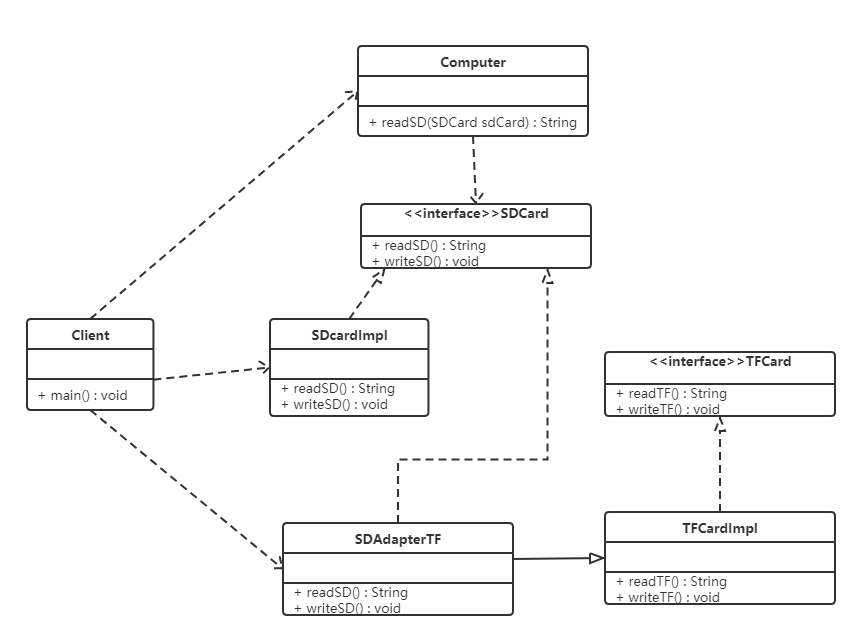 Computer
+ readSD(SDCard sdCard) : String
<<interface>>SDCard
+ readSD() : String
+ writeSD() : void
Client
+ main() : void
SDcardImpl
+ readSD() : String
+ writeSD() : void
<<interface>>TFCard
+ readTF() : String
+ writeTF() : void
SDAdapterTF
+ readSD() : String
+ writeSD() : void
TFCardImpl
+ readTF() : String
+ writeTF() : void